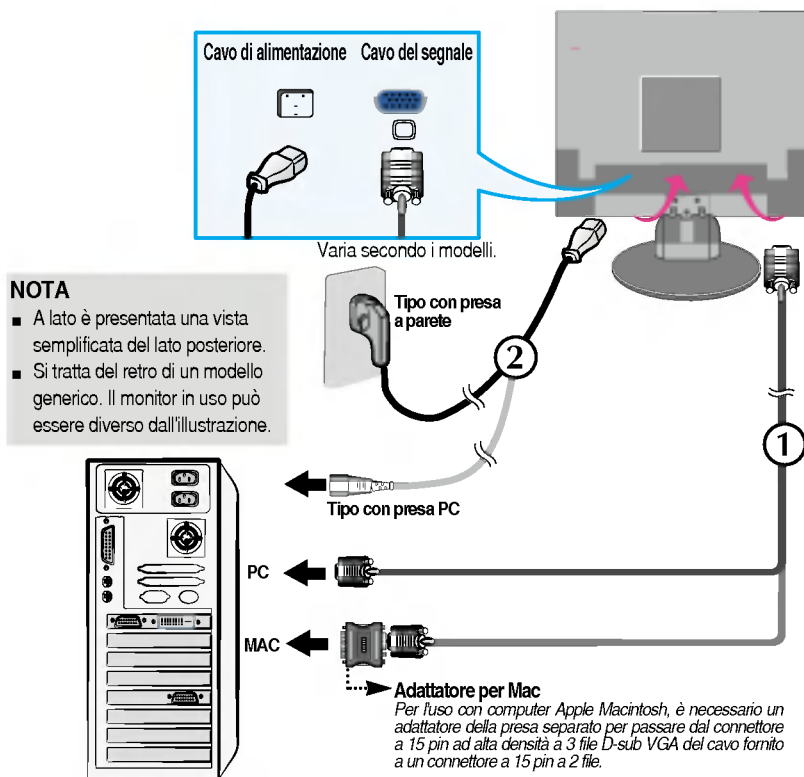 Cavo di alimentazione Cavo del segnale
Varia secondo i modelli.
NOTA
■ A lato è presentata una vista
semplificata del lato posteriore.
■ Si tratta del retro di un modello
generico. Il monitor in uso può
essere diverso dall'illustrazione.
Tipo con presa
a parete
2
1
Tipo con presa PC
PC
MAC
Adattatore per Mac
Per l'uso con computer Apple Macintosh, è necessario un
adattatore della presa separato per passare dal connettore
a 15 pin ad alta densità a 3 file D-sub VGA del cavo fornito
a un connettore a 15 pin a 2 file.